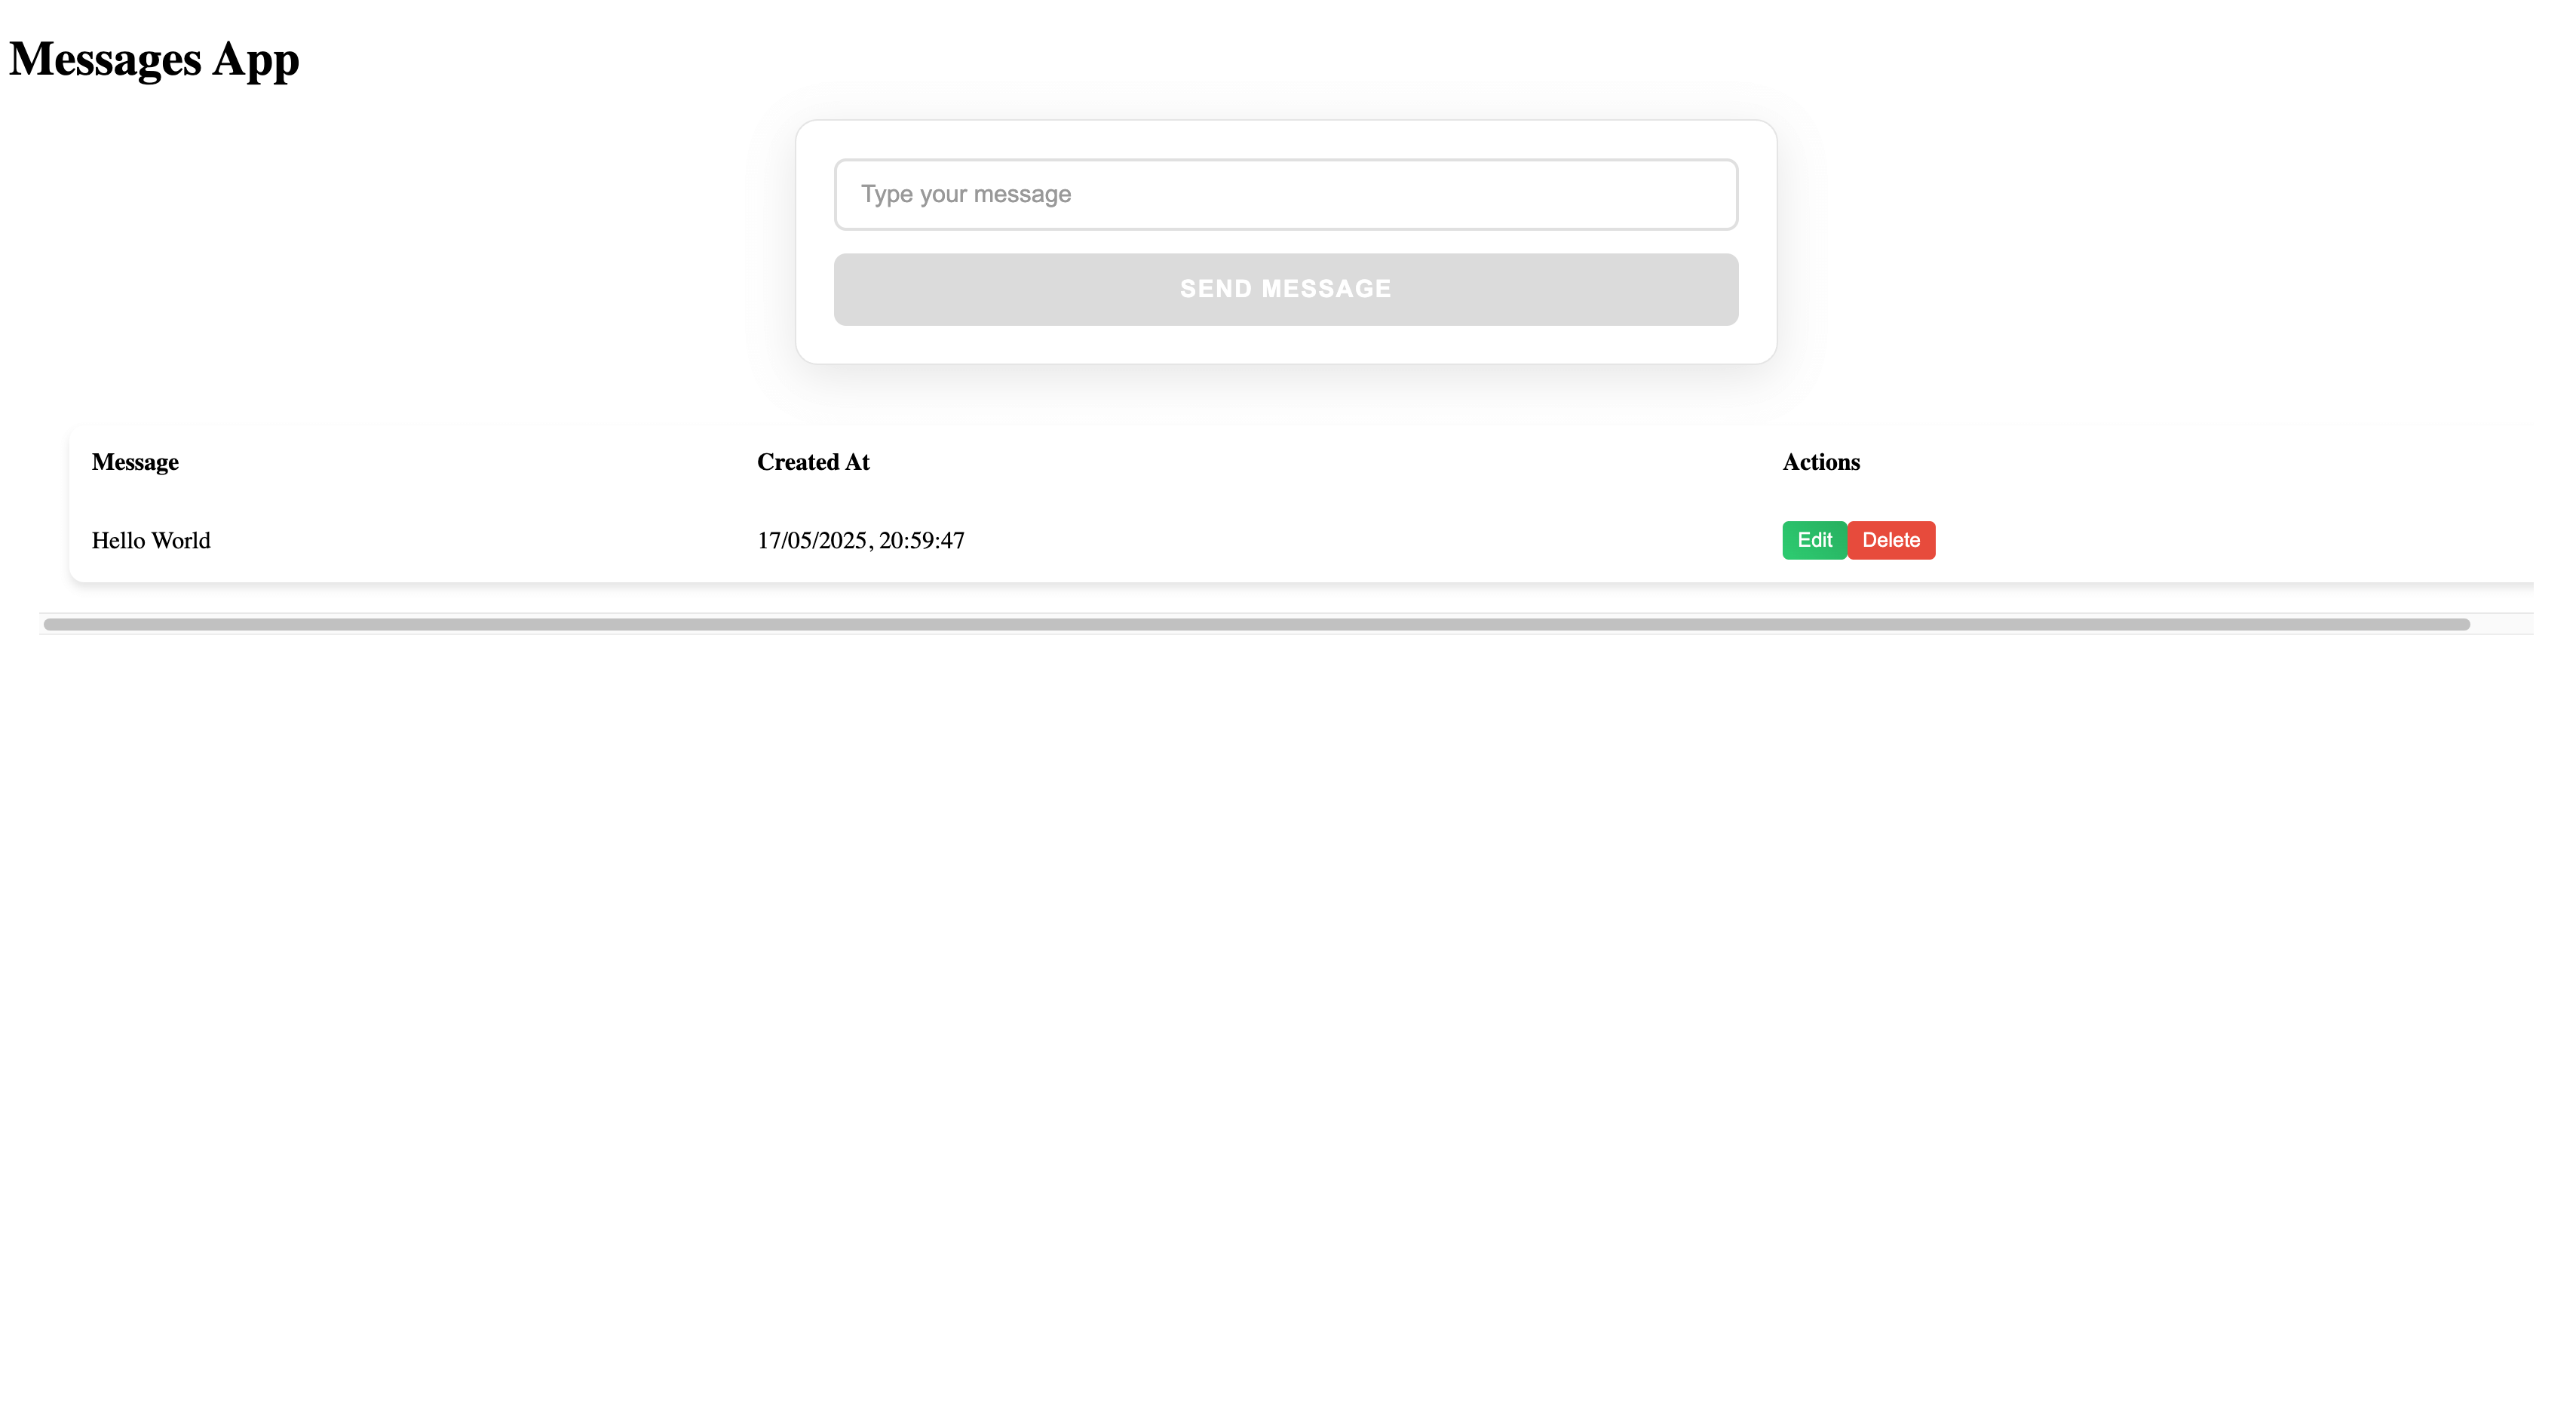 Messages App
Type your message
SEND MESSAGE
Message Created At Actions
Hello World 17/05/2025, 20:59:47 Edit Delete